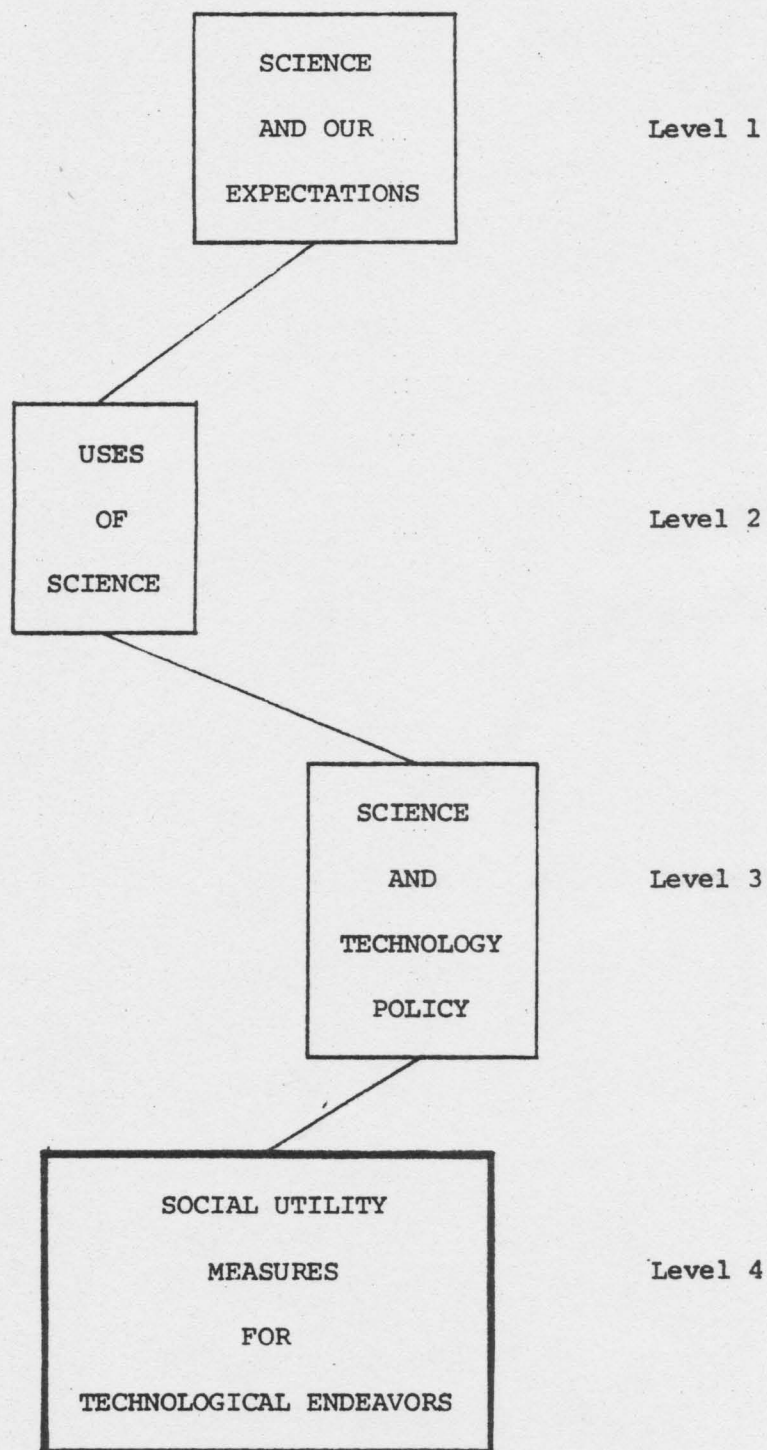 SCIENCE
AND OUR
EXPECTATIONS
Level 1
USES
OF
SCIENCE
Level 2
SCIENCE
AND
TECHNOLOGY
POLICY
Level 3
SOCIAL UTILITY
MEASURES
FOR
TECHNOLOGICAL ENDEAVORS
Level 4